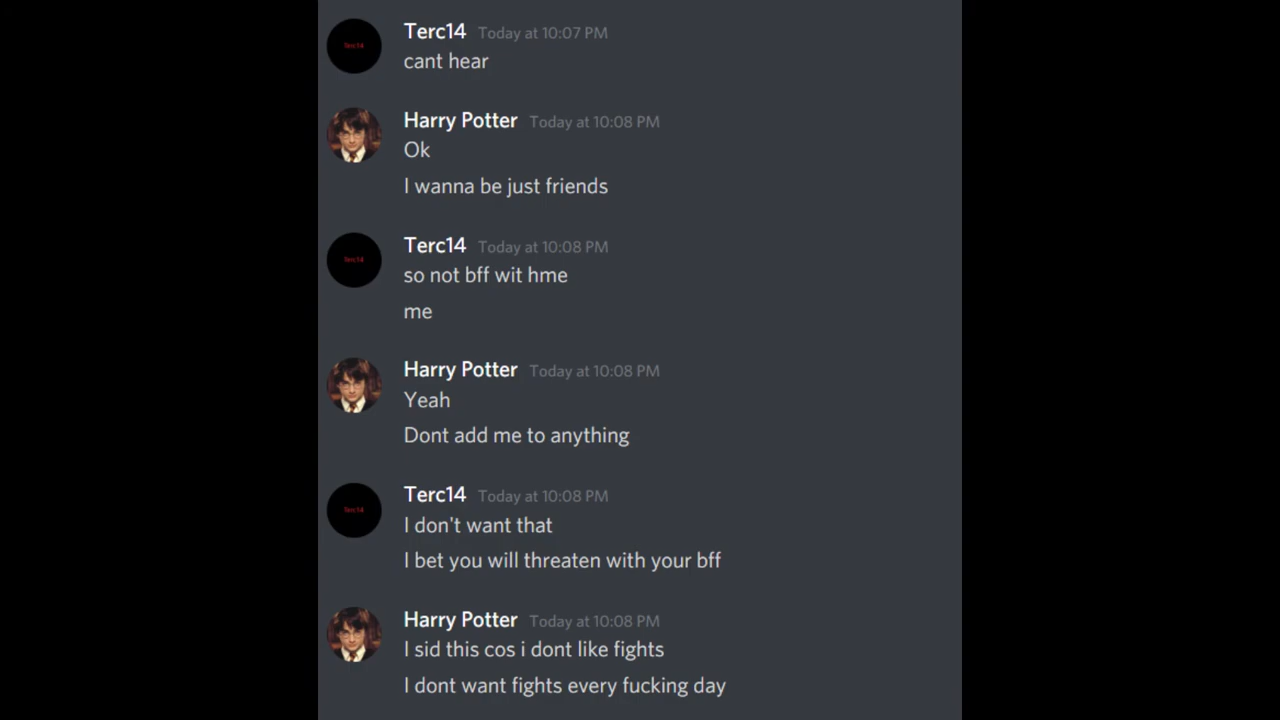 Terc14 Today at 10:07 PM
cant hear
Harry Potter Today at 10:08 PM
Ok
I wanna be just friends
Terc14 Today at 10:08 PM
so not bff wit hme
me
Harry Potter Today at 10:08 PM
Yeah
Dont add me to anything
Terc14 Today at 10:08 PM
I don't want that
I bet you will threaten with your bff
Harry Potter Today at 10:08 PM
I sid this cos i dont like fights
I dont want fights every fucking day